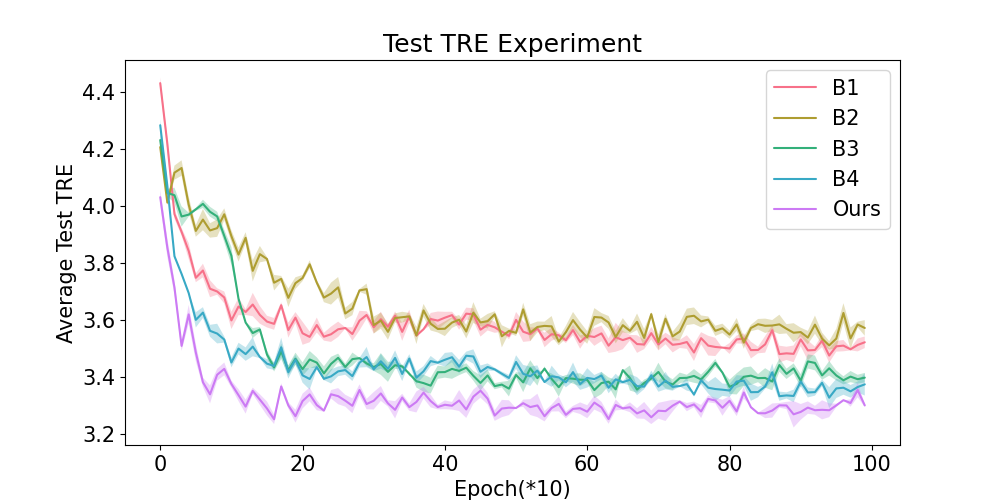 Test TRE Experiment
Average Test TRE
4.4
4.2
4.0
3.8
3.6
3.4
3.2
0
20
40
60
80
100
Epoch(*10)
B1
B2
B3
B4
Ours